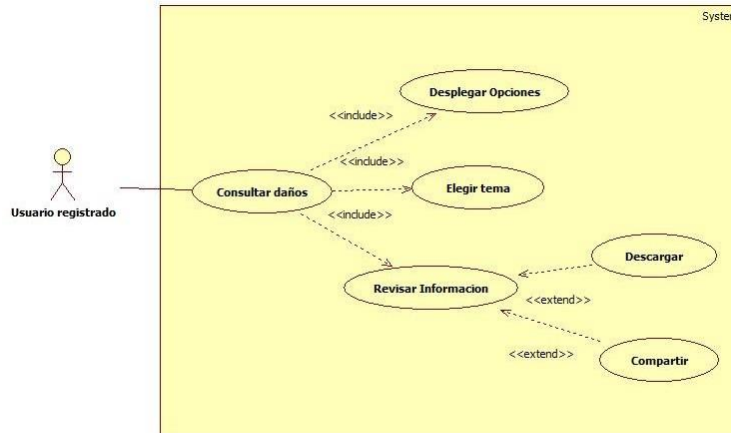 System
Desplegar Opciones
<<include>>
<<include>>
Elegir tema
Consultar daños
<<include>>
Usuario registrado
Descargar
Revisar Informacion
<<extend>>
<<extend>>
Compartir